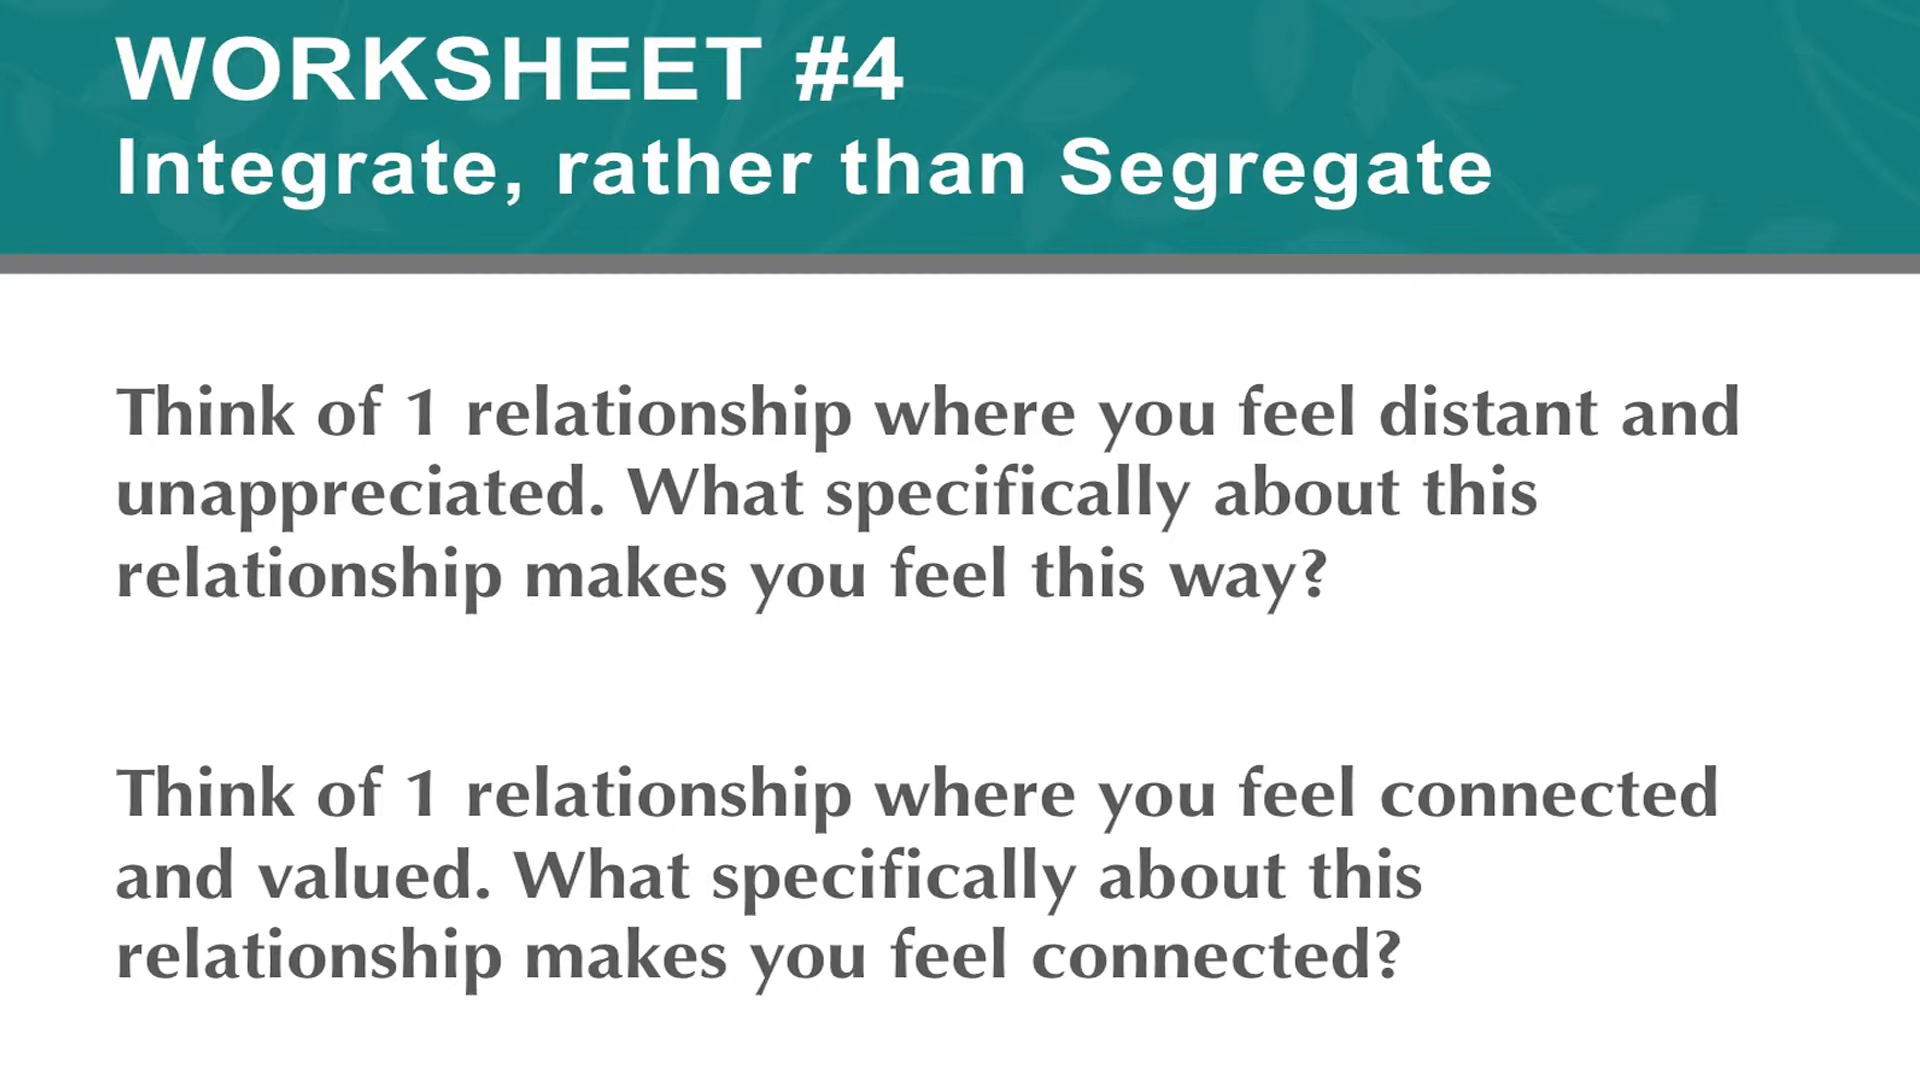 WORKSHEET #4
Integrate, rather than Segregate
Think of 1 relationship where you feel distant and
unappreciated. What specifically about this
relationship makes you feel this way?
Think of 1 relationship where you feel connected
and valued. What specifically about this
relationship makes you feel connected?